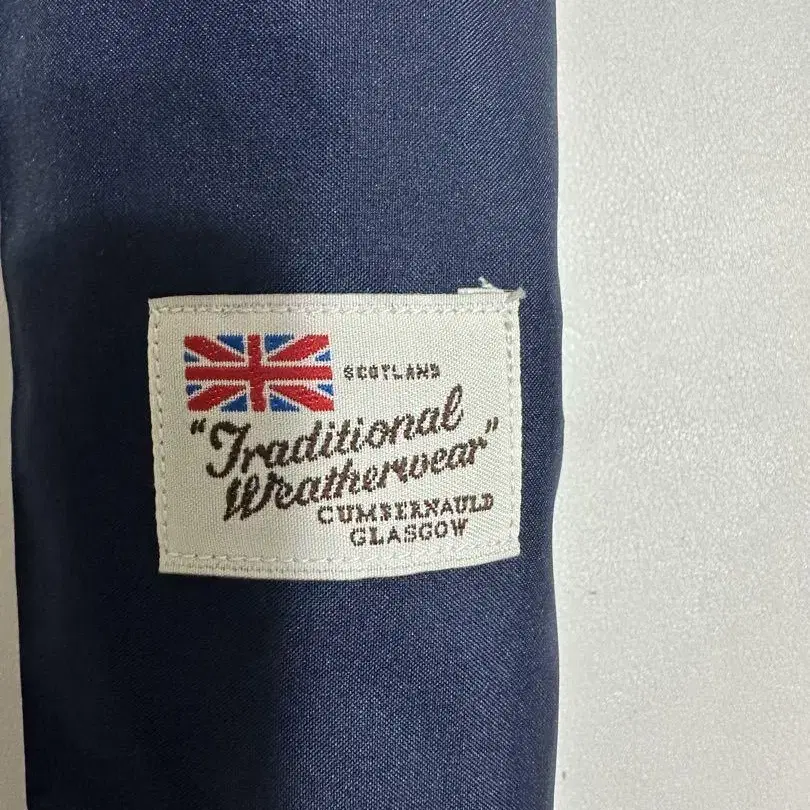 SCOTLAND
"Traditional
Weatherwear"
CUMBERNAULD
GLASGOW